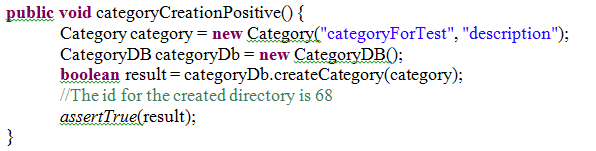 public void categoryCreationPositive() {
Category category = new Category("categoryForTest", "description");
CategoryDB categoryDb = new CategoryDB();
boolean result = categoryDb.createCategory(category);
//The id for the created directory is 68
assertTrue(result);
}